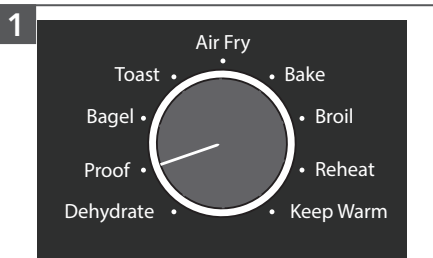 1
Air Fry
Toast
Bake
Bagel
Broil
Proof
Reheat
Dehydrate
Keep Warm